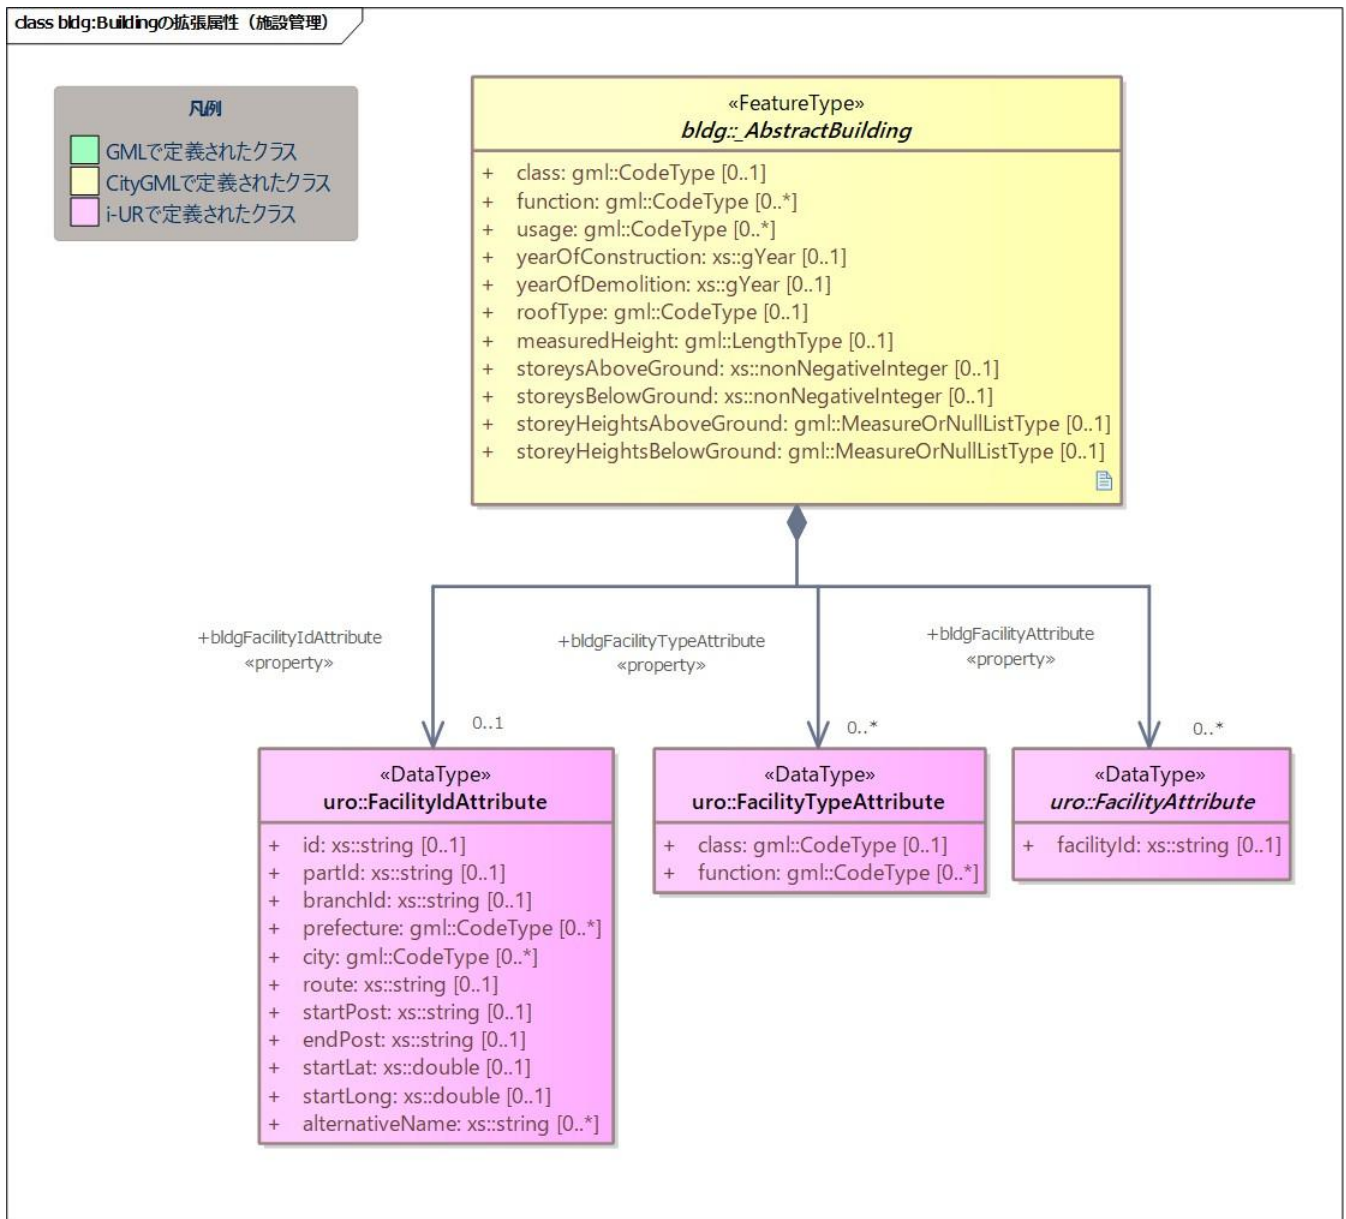 class bldg:Buildingの拡張属性（施設管理）
凡例
GMLで定義されたクラス
CityGMLで定義されたクラス
i-URで定義されたクラス
«FeatureType»
bldg::_AbstractBuilding
+ class: gml::CodeType [0..1]
+ function: gml::CodeType [0..*]
+ usage: gml::CodeType [0..*]
+ yearOfConstruction: xs::gYear [0..1]
+ yearOfDemolition: xs::gYear [0..1]
+ roofType: gml::CodeType [0..1]
+ measuredHeight: gml::LengthType [0..1]
+ storeysAboveGround: xs::nonNegativeInteger [0..1]
+ storeysBelowGround: xs::nonNegativeInteger [0..1]
+ storeyHeightsAboveGround: gml::MeasureOrNullListType [0..1]
+ storeyHeightsBelowGround: gml::MeasureOrNullListType [0..1]
+bldgFacilityIdAttribute
«property»
0..1
+bldgFacilityTypeAttribute
«property»
0..*
+bldgFacilityAttribute
«property»
0..*
«DataType»
uro::FacilityIdAttribute
+ id: xs::string [0..1]
+ partId: xs::string [0..1]
+ branchId: xs::string [0..1]
+ prefecture: gml::CodeType [0..*]
+ city: gml::CodeType [0..*]
+ route: xs::string [0..1]
+ startPost: xs::string [0..1]
+ endPost: xs::string [0..1]
+ startLat: xs::double [0..1]
+ startLong: xs::double [0..1]
+ alternativeName: xs::string [0..*]
«DataType»
uro::FacilityTypeAttribute
+ class: gml::CodeType [0..1]
+ function: gml::CodeType [0..*]
«DataType»
uro::FacilityAttribute
+ facilityId: xs::string [0..1]